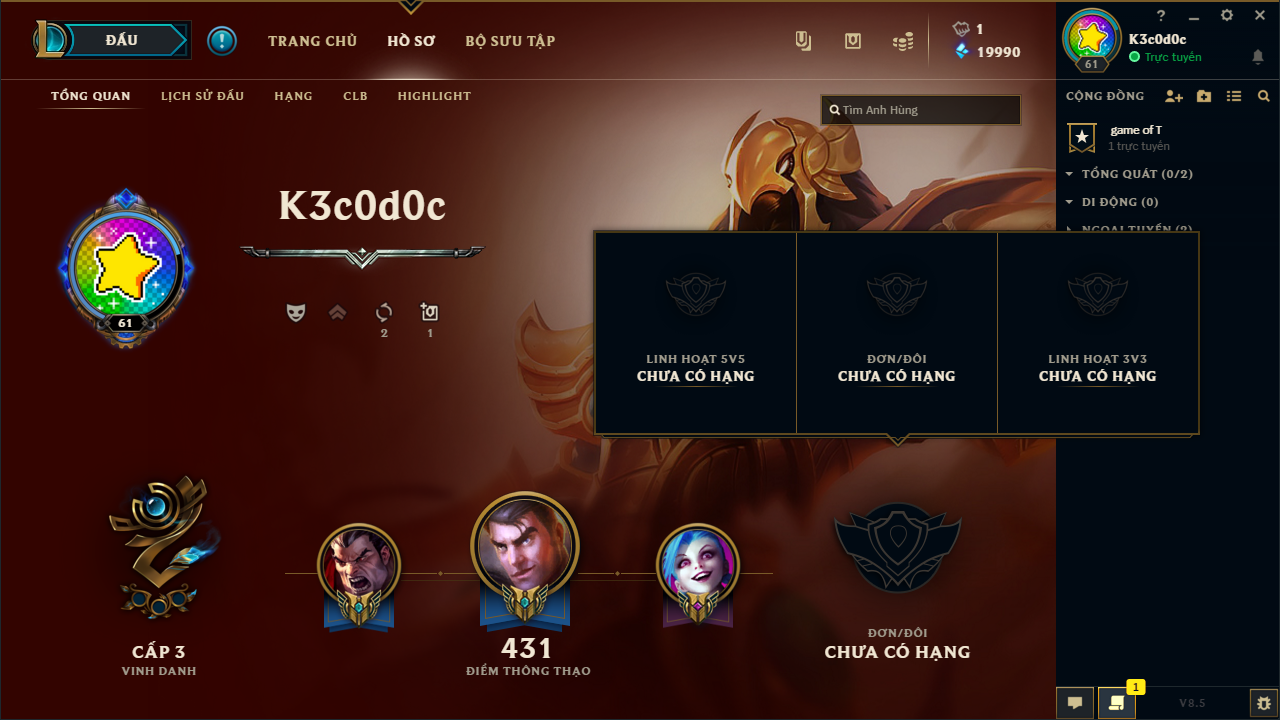 ĐẤU
TRANG CHỦ
HỒ SƠ
BỘ SƯU TẬP
1
19990
?
K3c0d0c
Trực tuyến
61
TỔNG QUAN
LỊCH SỬ ĐẤU
HẠNG
CLB
HIGHLIGHT
Tìm Anh Hùng
CỘNG ĐỒNG
game of T
1 trực tuyến
TỔNG QUÁT (0/2)
DI ĐỘNG (0)
NGOẠI TUYẾN (2)
K3c0d0c
61
2
1
LINH HOẠT 5V5
CHƯA CÓ HẠNG
ĐƠN/ĐÔI
CHƯA CÓ HẠNG
LINH HOẠT 3V3
CHƯA CÓ HẠNG
CẤP 3
VINH DANH
431
ĐIỂM THÔNG THẠO
ĐƠN/ĐÔI
CHƯA CÓ HẠNG
1
V8.5